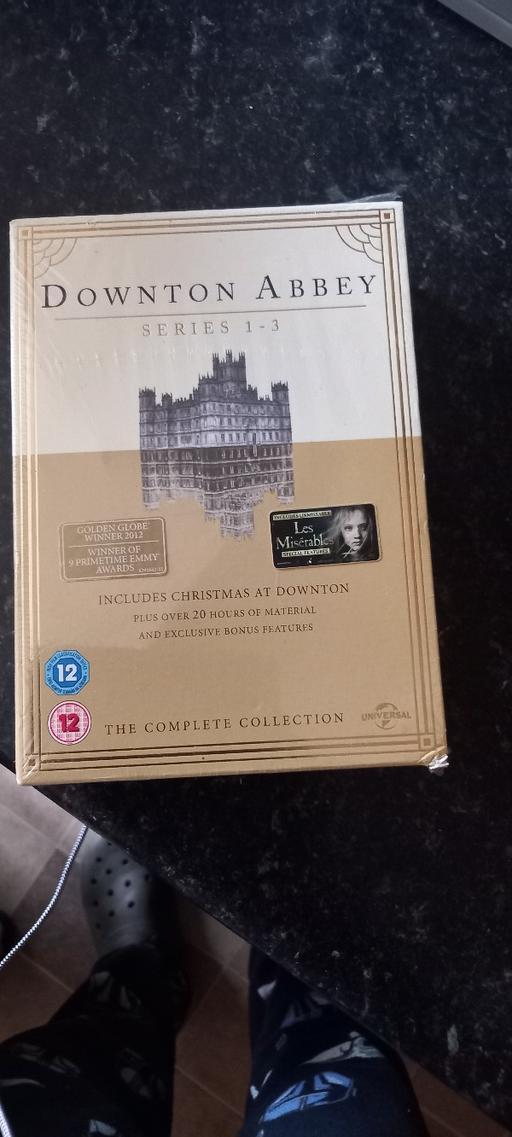 DOWNTON ABBEY
SERIES 1-3
GOLDEN GLOBE
WINNER 2012
WINNER OF
9 PRIMETIME EMMY
AWARDS
Les
Misérables
SPECIAL FEATURES
INCLUDES CHRISTMAS AT DOWNTON
PLUS OVER 20 HOURS OF MATERIAL
AND EXCLUSIVE BONUS FEATURES
12
12
THE COMPLETE COLLECTION
UNIVERSAL